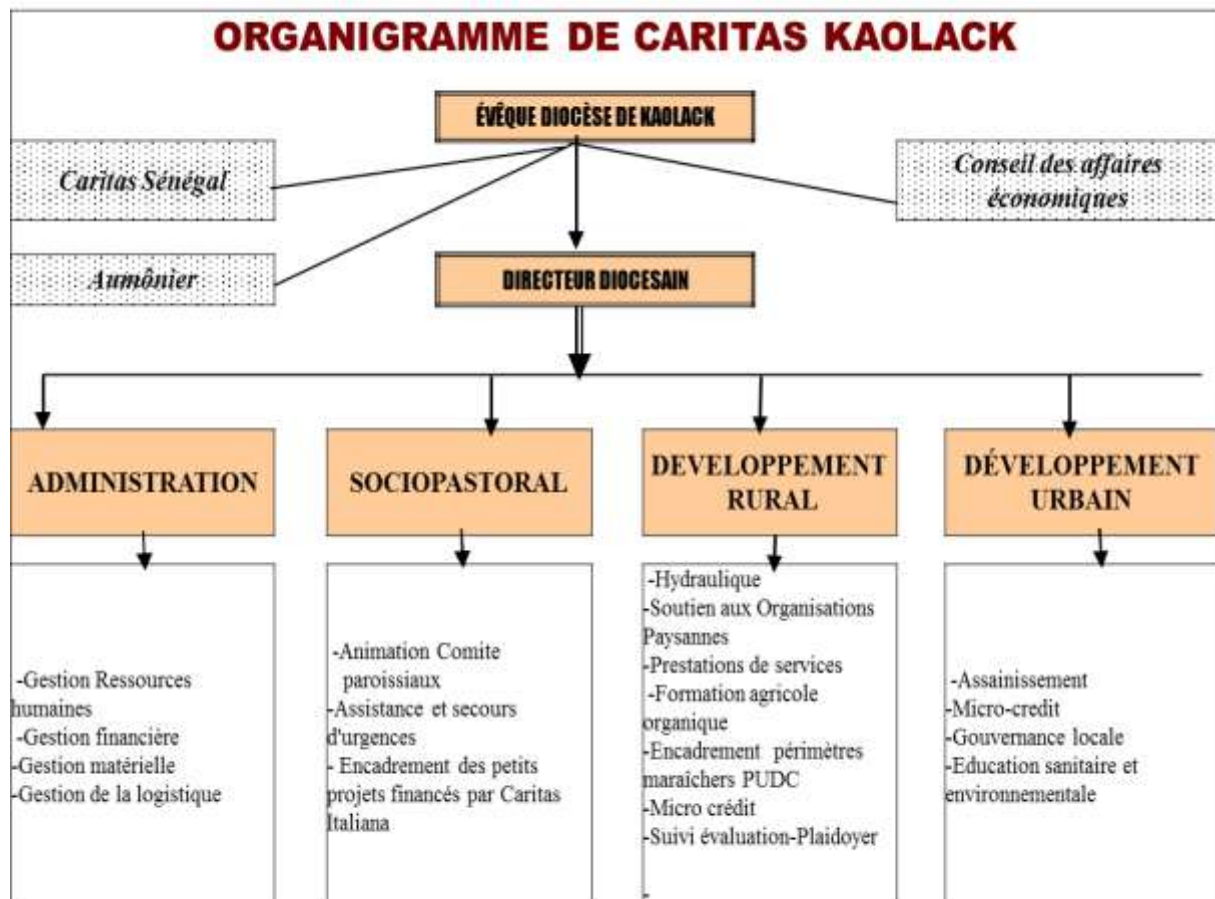 ORGANIGRAMME DE CARITAS KAOLACK
ÉVÊQUE DIOCÈSE DE KAOLACK
Caritas Sénégal
Conseil des affaires
économiques
Aumônier
DIRECTEUR DIOCESAIN
ADMINISTRATION
SOCIOPASTORAL
DEVELOPPEMENT
RURAL
DÉVELOPPEMENT
URBAIN
-Gestion Ressources
humaines
-Gestion financière
-Gestion matérielle
-Gestion de la logistique
-Animation Comite
paroissiaux
-Assistance et secours
d'urgences
- Encadrement des petits
projets financés par Caritas
Italiana
-Hydraulique
-Soutien aux Organisations
Paysannes
-Prestations de services
-Formation agricole
organique
-Encadrement périmètres
maraîchers PUDC
-Micro crédit
-Suivi évaluation-Plaidoyer
-
-Assainissement
-Micro-credit
-Gouvernance locale
-Education sanitaire et
environnementale